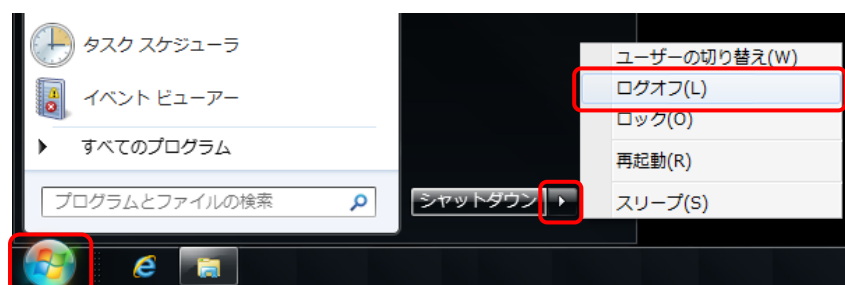 タスク スケジューラ
イベント ビューアー
すべてのプログラム
プログラムとファイルの検索
シャットダウン
ユーザーの切り替え(W)
ログオフ(L)
ロック(O)
再起動(R)
スリープ(S)